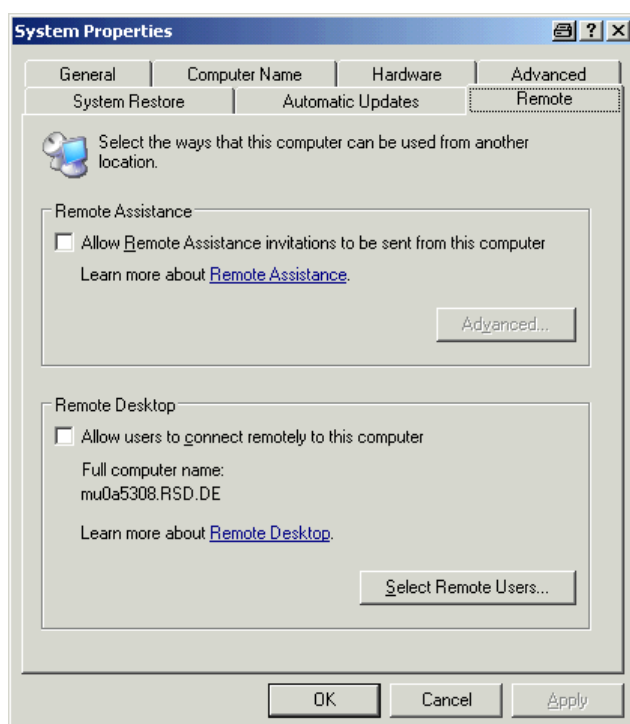 System Properties
General
Computer Name
Hardware
Advanced
System Restore
Automatic Updates
Remote
Select the ways that this computer can be used from another
location.
Remote Assistance
Allow Remote Assistance invitations to be sent from this computer
Learn more about Remote Assistance.
Advanced...
Remote Desktop
Allow users to connect remotely to this computer
Full computer name:
mu0a5308.RSD.DE
Learn more about Remote Desktop.
Select Remote Users...
OK
Cancel
Apply